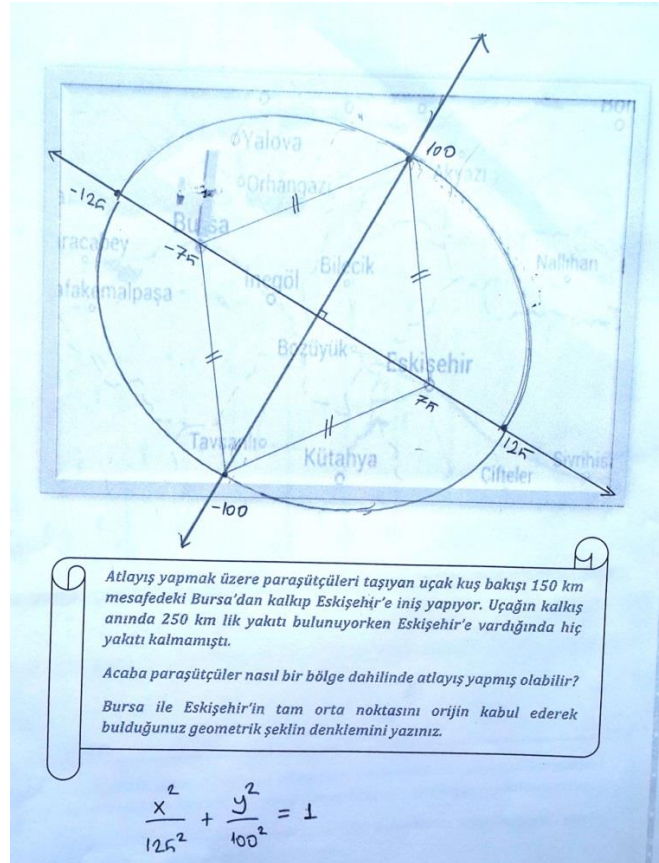 Bolu
Yalova
100
Akyazı
Orhangazi
-125
Bursa
-75
Bilecik
Nallıhan
İnegöl
afakemalpaşa
Bozüyük
Eskişehir
75
125
Tavşanlı
Kütahya
Çifteler
Sivrihis
-100
Atlayış yapmak üzere paraşütçüleri taşıyan uçak kuş bakışı 150 km
mesafedeki Bursa'dan kalkıp Eskişehir'e iniş yapıyor. Uçağın kalkış
anında 250 km lik yakıtı bulunuyorken Eskişehir'e vardığında hiç
yakıtı kalmamıştı.
Acaba paraşütçüler nasıl bir bölge dahilinde atlayış yapmış olabilir?
Bursa ile Eskişehir'in tam orta noktasını orijin kabul ederek
bulduğunuz geometrik şeklin denklemini yazınız.
x²/125² + y²/100² = 1